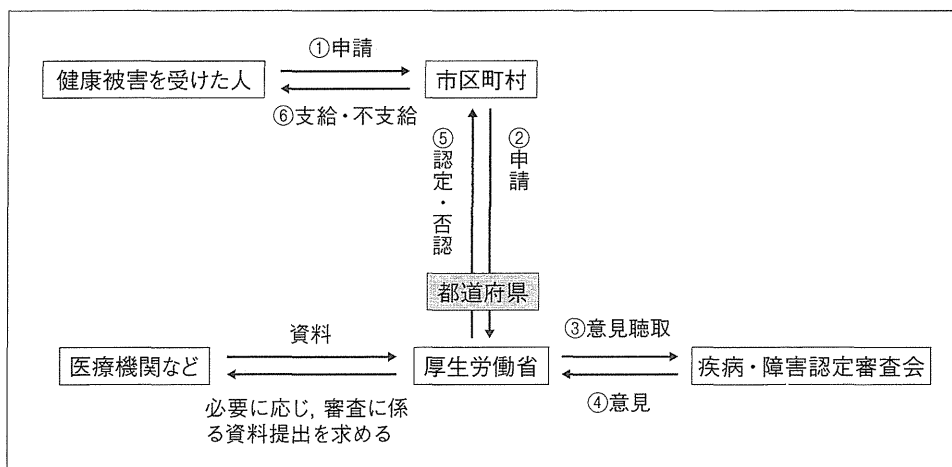 ①申請
健康被害を受けた人
市区町村
⑥支給・不支給
⑤認定・否認
②申請
都道府県
資料
③意見聴取
医療機関など
厚生労働省
疾病・障害認定審査会
必要に応じ,審査に係
る資料提出を求める
④意見